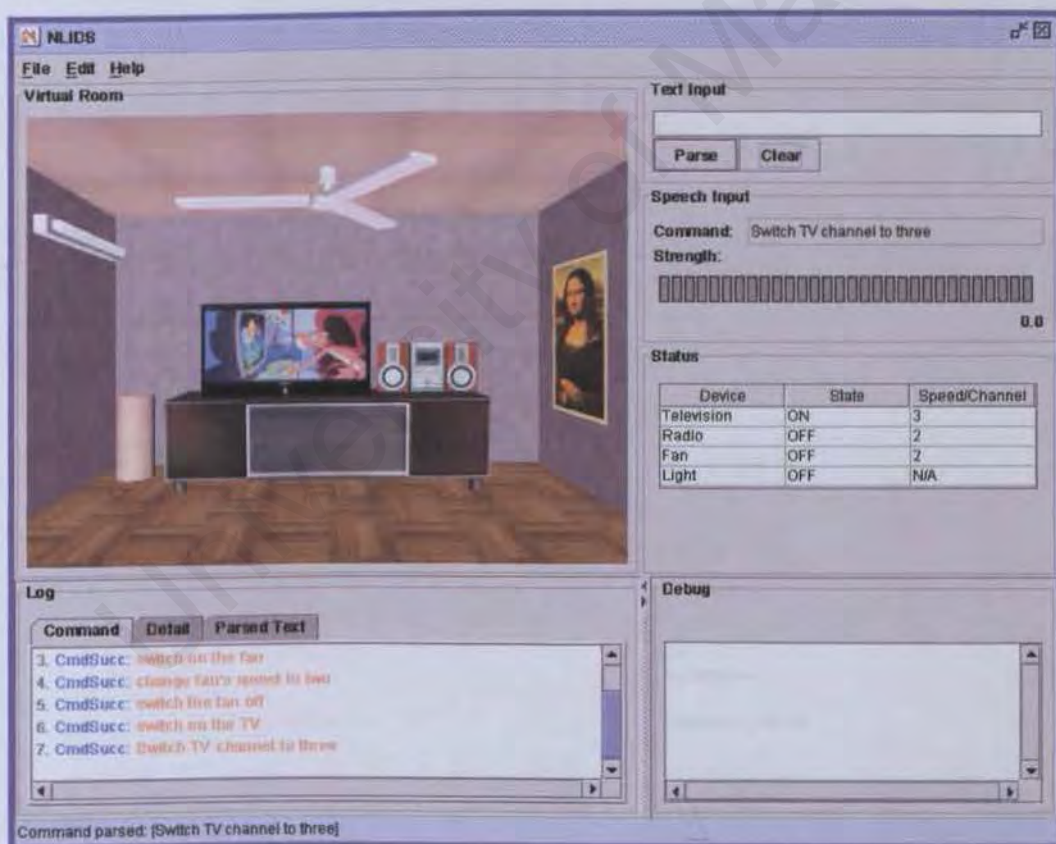 NLIDS
File Edit Help
Virtual Room
Text Input
Parse Clear
Speech Input
Command: Switch TV channel to three
Strength:
0.0
Status
Device State Speed/Channel
Television ON 3
Radio OFF 2
Fan OFF 2
Light OFF N/A
Log
Command Detail Parsed Text
3. CmdSucc: switch on the fan
4. CmdSucc: change fan's speed to two
5. CmdSucc: switch the fan off
6. CmdSucc: switch on the TV
7. CmdSucc: Switch TV channel to three
Debug
Command parsed: [Switch TV channel to three]
University of Ma